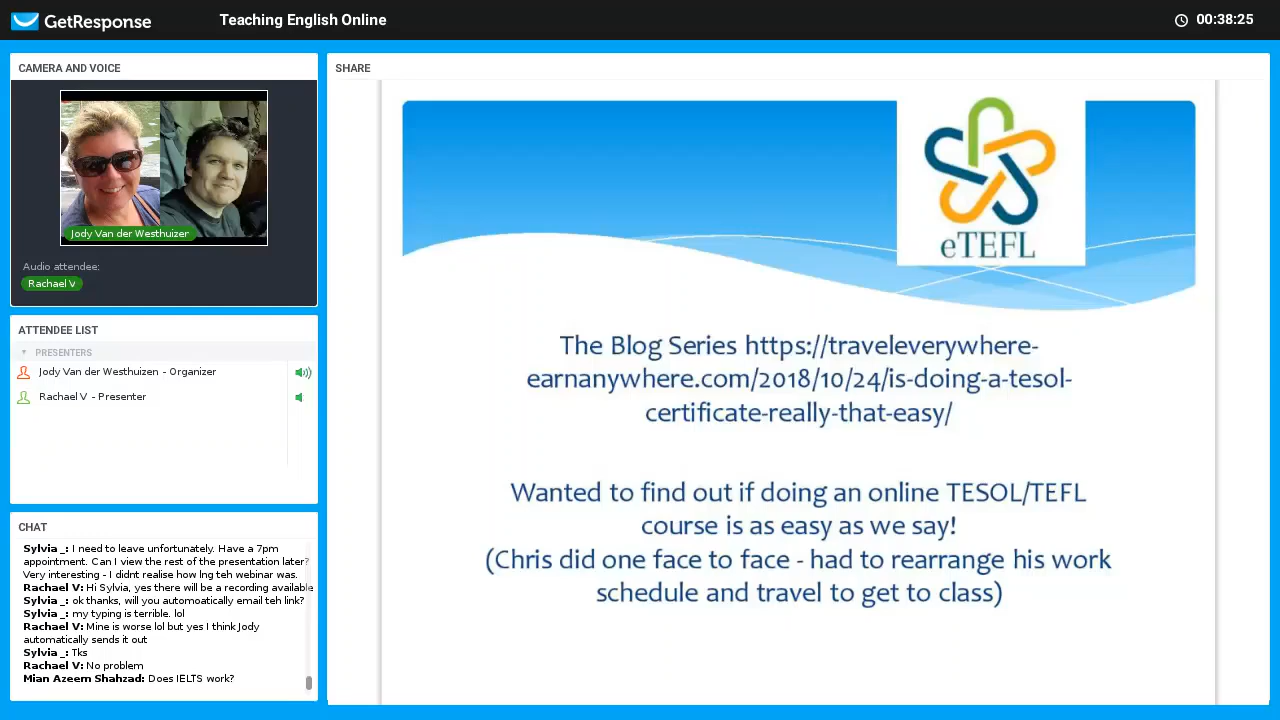 GetResponse
Teaching English Online
00:38:25
CAMERA AND VOICE
Jody Van der Westhuizer
Audio attendee:
Rachael V
ATTENDEE LIST
PRESENTERS
Jody Van der Westhuizen - Organizer
Rachael V - Presenter
CHAT
Sylvia _: I need to leave unfortunately. Have a 7pm
appointment. Can I view the rest of the presentation later?
Very interesting - I didnt realise how lng teh webinar was.
Rachael V: Hi Sylvia, yes there will be a recording available
Sylvia _: ok thanks, will you automoatically email teh link?
Sylvia _: my typing is terrible. lol
Rachael V: Mine is worse lol but yes I think Jody
automatically sends it out
Sylvia _: Tks
Rachael V: No problem
Mian Azeem Shahzad: Does IELTS work?
SHARE
eTEFL
The Blog Series https://traveleverywhere-
earnanywhere.com/2018/10/24/is-doing-a-tesol-
certificate-really-that-easy/
Wanted to find out if doing an online TESOL/TEFL
course is as easy as we say!
(Chris did one face to face - had to rearrange his work
schedule and travel to get to class)